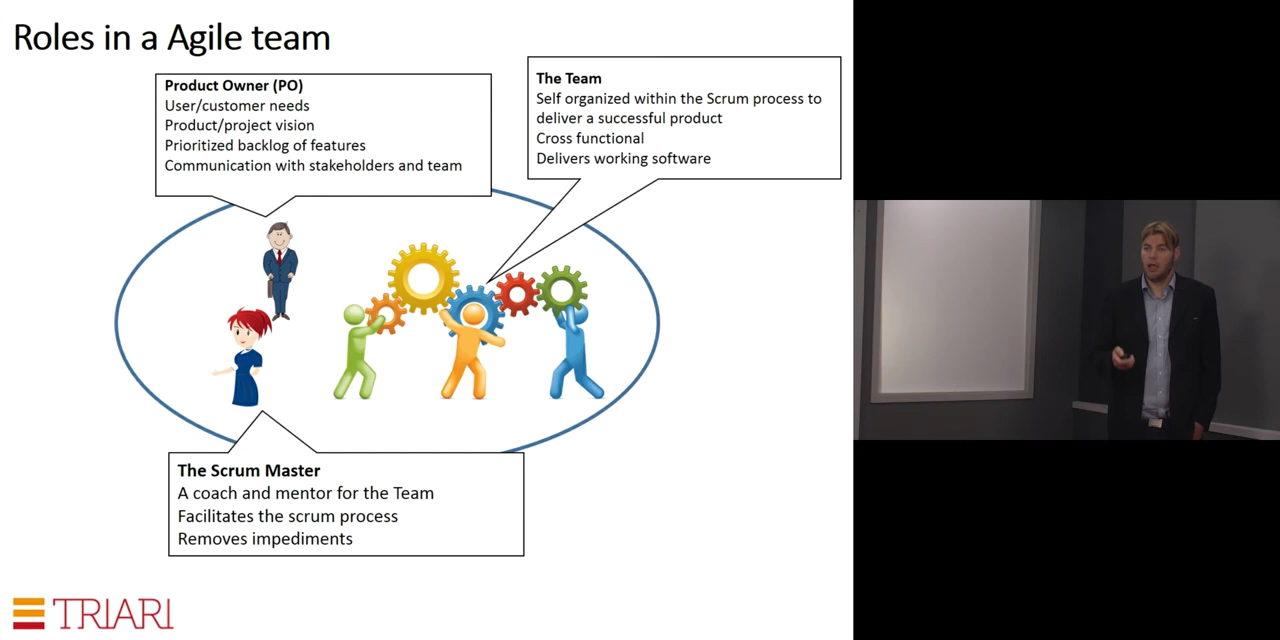 Roles in a Agile team
Product Owner (PO)
User/customer needs
Product/project vision
Prioritized backlog of features
Communication with stakeholders and team
The Team
Self organized within the Scrum process to
deliver a successful product
Cross functional
Delivers working software
The Scrum Master
A coach and mentor for the Team
Facilitates the scrum process
Removes impediments
TRIARI